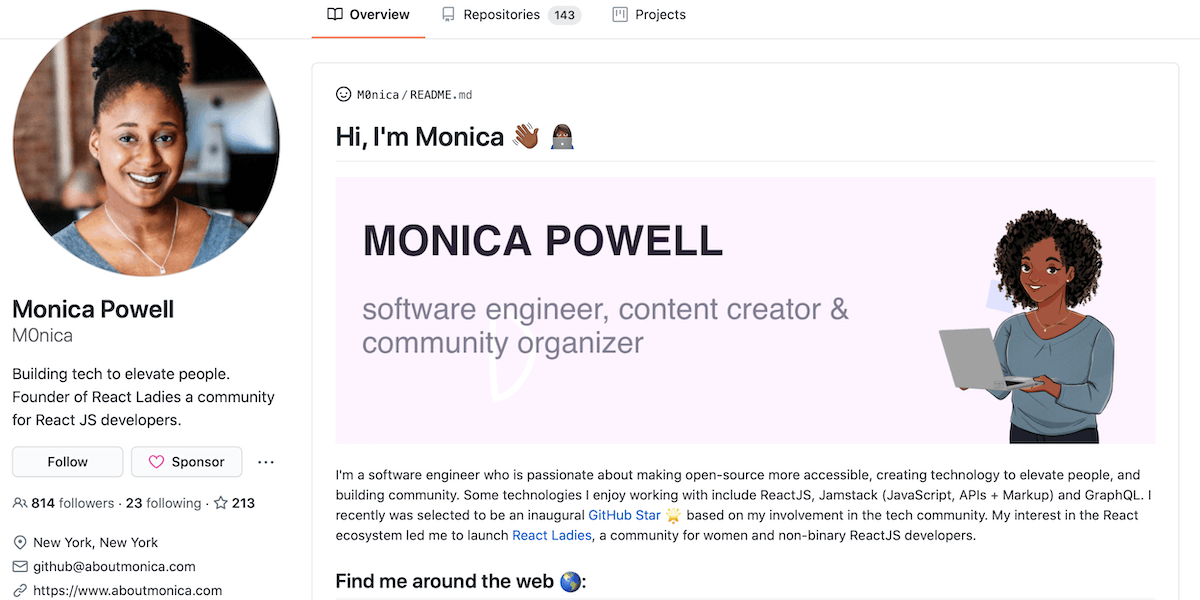 Overview
Repositories 143
Projects
M0nica/README.md
Hi, I'm Monica 👋🏾 👩🏾‍💻
MONICA POWELL
software engineer, content creator &
community organizer
Monica Powell
M0nica
Building tech to elevate people.
Founder of React Ladies a community
for React JS developers.
Follow
Sponsor
814 followers · 23 following · 213
New York, New York
github@aboutmonica.com
https://www.aboutmonica.com
I'm a software engineer who is passionate about making open-source more accessible, creating technology to elevate people, and
building community. Some technologies I enjoy working with include ReactJS, Jamstack (JavaScript, APIs + Markup) and GraphQL. I
recently was selected to be an inaugural GitHub Star 🌟 based on my involvement in the tech community. My interest in the React
ecosystem led me to launch React Ladies, a community for women and non-binary ReactJS developers.
Find me around the web 🌎: